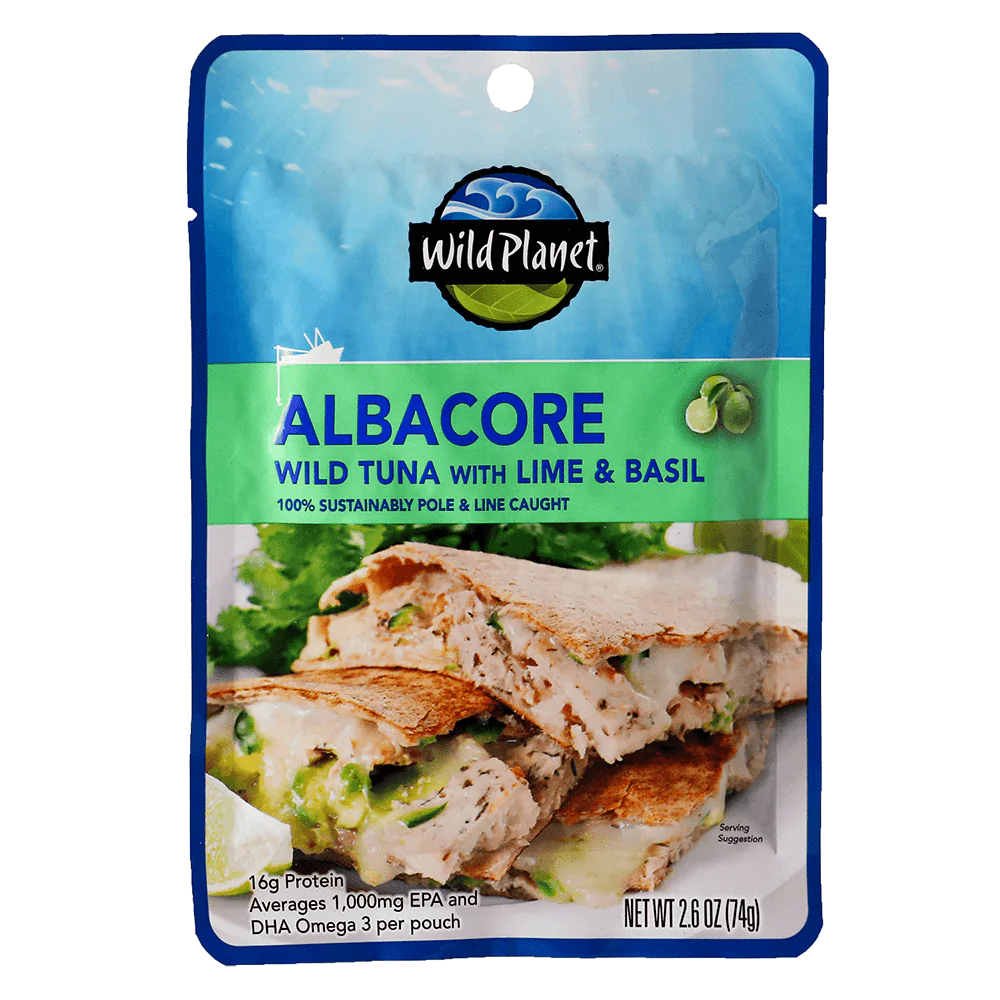 Wild Planet®
ALBACORE
WILD TUNA WITH LIME & BASIL
100% SUSTAINABLY POLE & LINE CAUGHT
Serving
Suggestion
16g Protein
Averages 1,000mg EPA and
DHA Omega 3 per pouch
NET WT 2.6 OZ (74g)